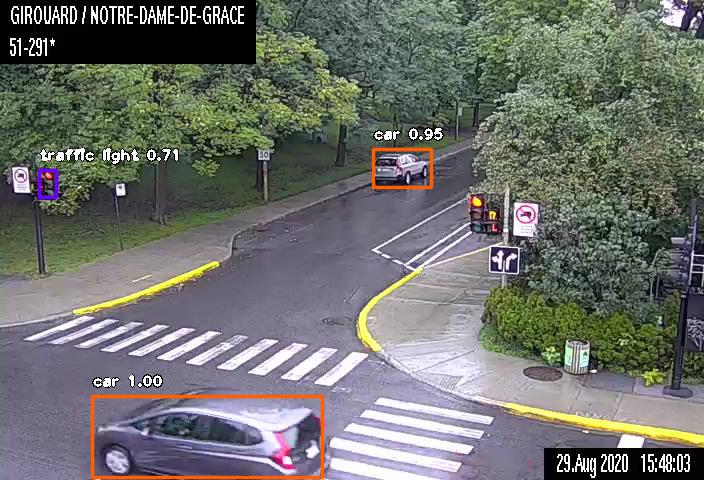 GIROUARD / NOTRE-DAME-DE-GRACE
51-291*
car 0.95
traffic light 0.71
30
car 1.00
29.Aug 2020 15:48:03